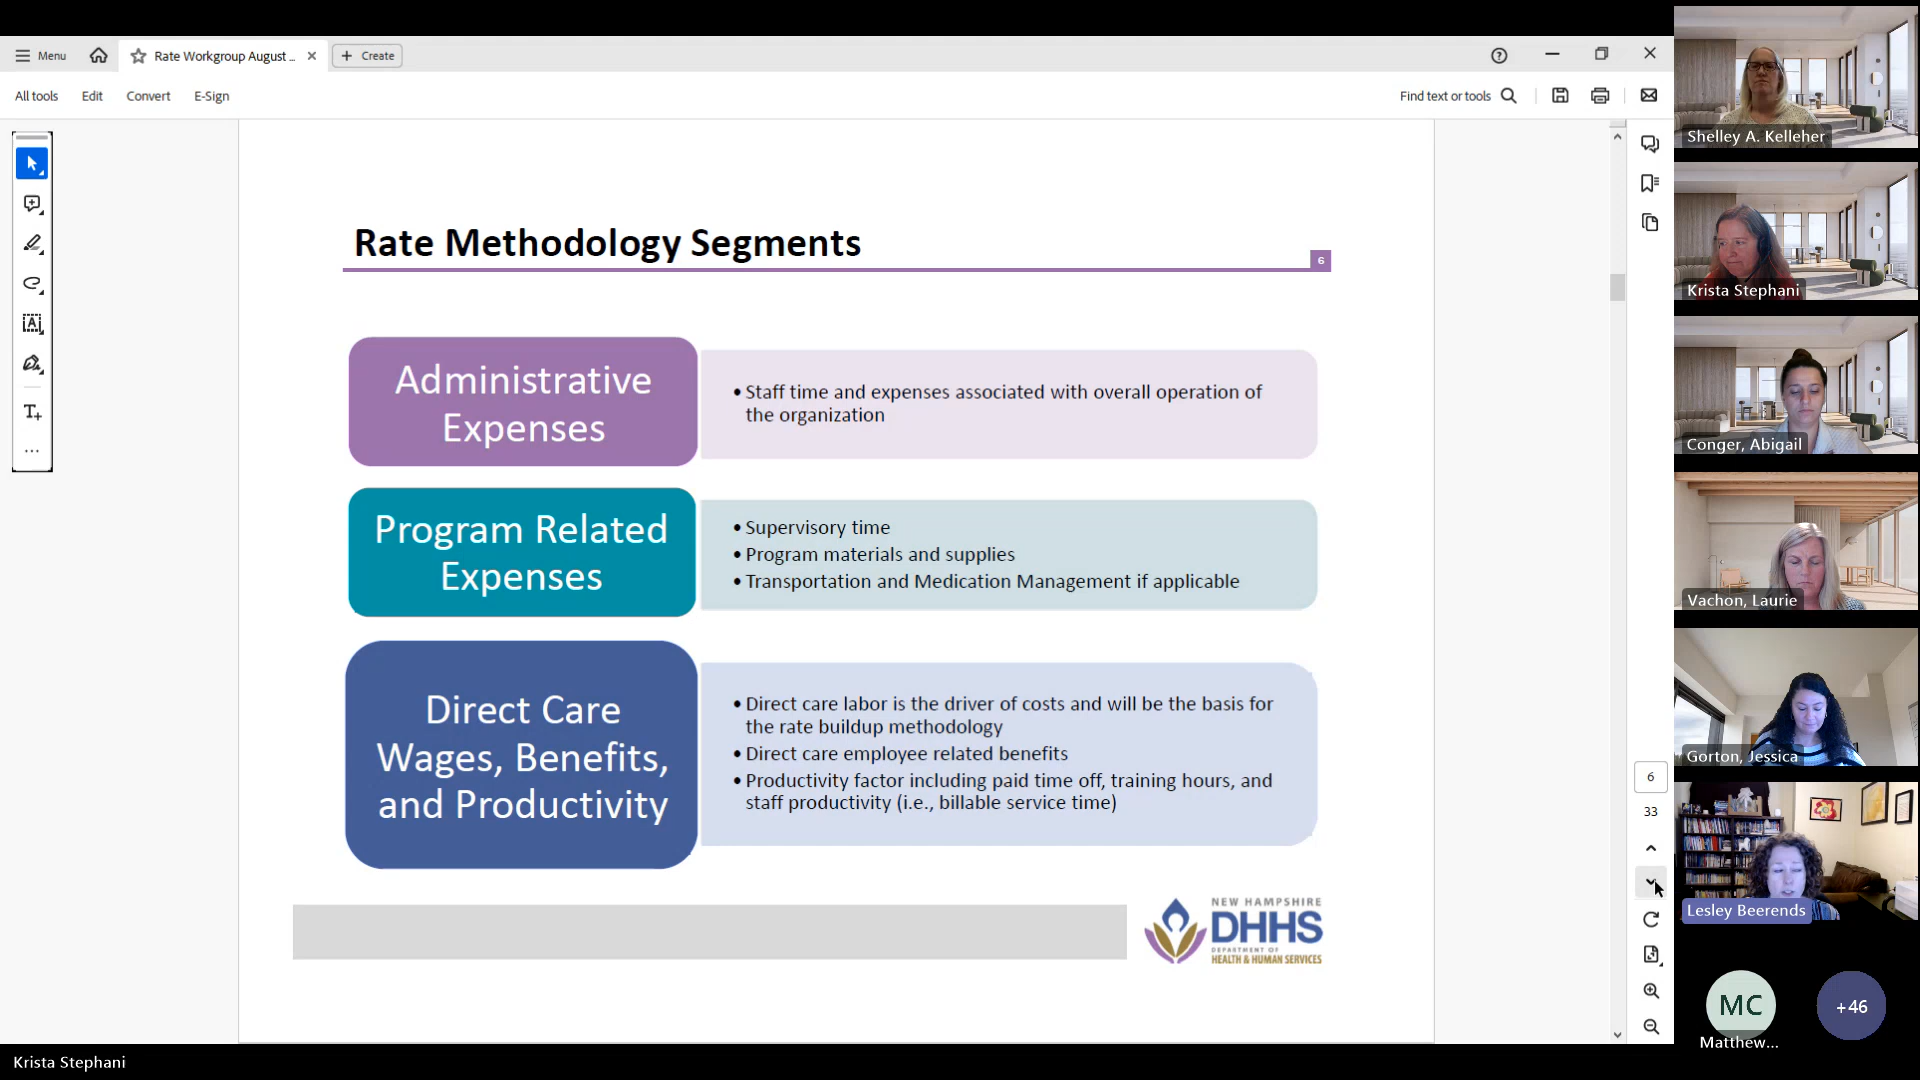 Menu
Rate Workgroup August ...
Create
All tools
Edit
Convert
E-Sign
Find text or tools
Rate Methodology Segments
6
Administrative
Expenses
• Staff time and expenses associated with overall operation of
the organization
Program Related
Expenses
• Supervisory time
• Program materials and supplies
• Transportation and Medication Management if applicable
Direct Care
Wages, Benefits,
and Productivity
• Direct care labor is the driver of costs and will be the basis for
the rate buildup methodology
• Direct care employee related benefits
• Productivity factor including paid time off, training hours, and
staff productivity (i.e., billable service time)
NEW HAMPSHIRE
DHHS
DEPARTMENT OF
HEALTH & HUMAN SERVICES
6
33
Shelley A. Kelleher
Krista Stephani
Conger, Abigail
Vachon, Laurie
Gorton, Jessica
Lesley Beerends
MC
+46
Matthew...
Krista Stephani